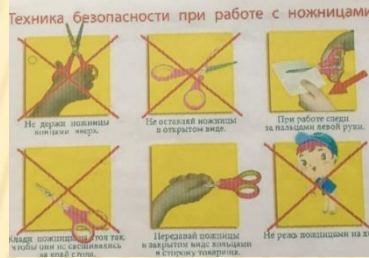 Техника безопасности при работе с ножницами
Не держи ножницы
концами вверх.
Не оставляй ножницы
в открытом виде.
При работе следи
за пальцами левой руки.
Клади ножницы на стол так,
чтобы они не свешивались
за край стола.
Передавай ножницы
в закрытом виде кольцами
в сторону товарища.
Не режь ножницами на